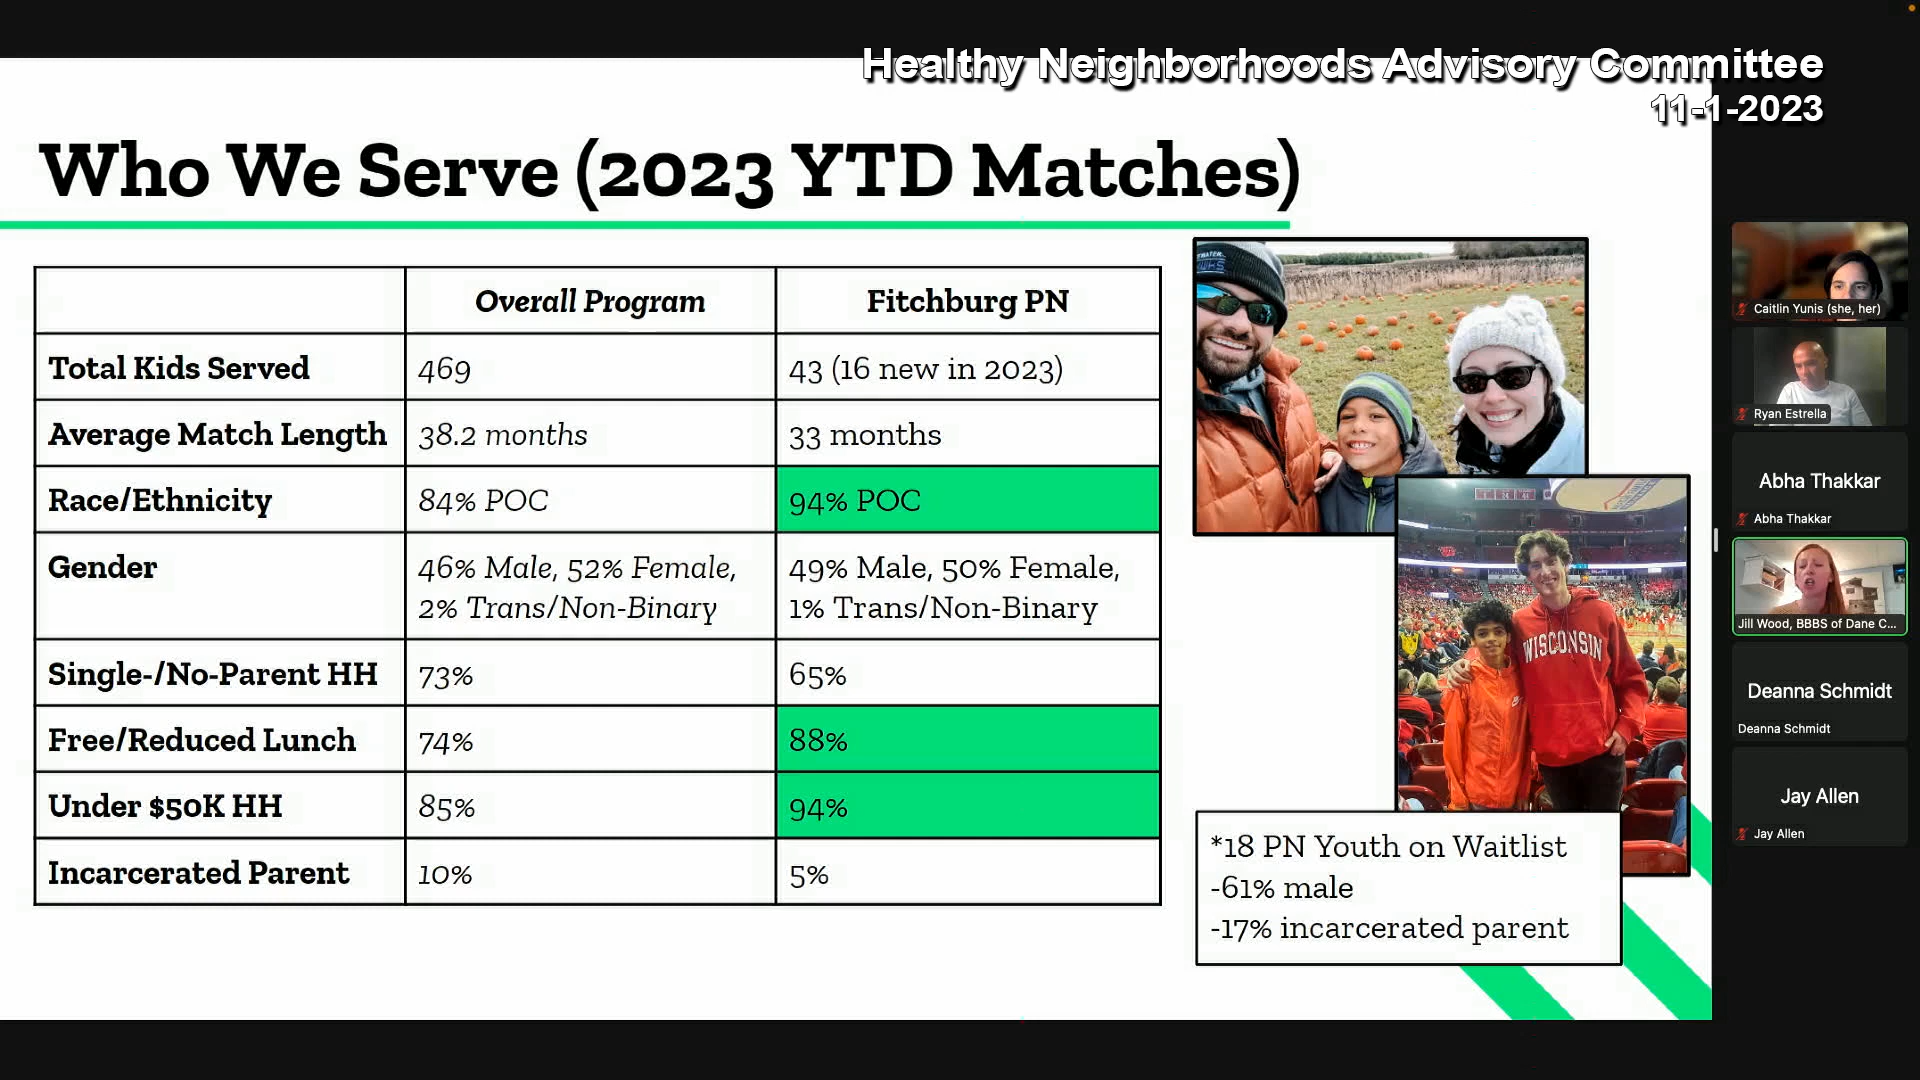 Healthy Neighborhoods Advisory Committee
11-1-2023
Who We Serve (2023 YTD Matches)
Overall Program
Fitchburg PN
Total Kids Served
469
43 (16 new in 2023)
Average Match Length
38.2 months
33 months
Race/Ethnicity
84% POC
94% POC
Gender
46% Male, 52% Female,
2% Trans/Non-Binary
49% Male, 50% Female,
1% Trans/Non-Binary
Single-/No-Parent HH
73%
65%
Free/Reduced Lunch
74%
88%
Under $50K HH
85%
94%
Incarcerated Parent
10%
5%
WISCONSIN
*18 PN Youth on Waitlist
-61% male
-17% incarcerated parent
Caitlin Yunis (she, her)
Ryan Estrella
Abha Thakkar
Abha Thakkar
Jill Wood, BBBS of Dane C...
Deanna Schmidt
Deanna Schmidt
Jay Allen
Jay Allen